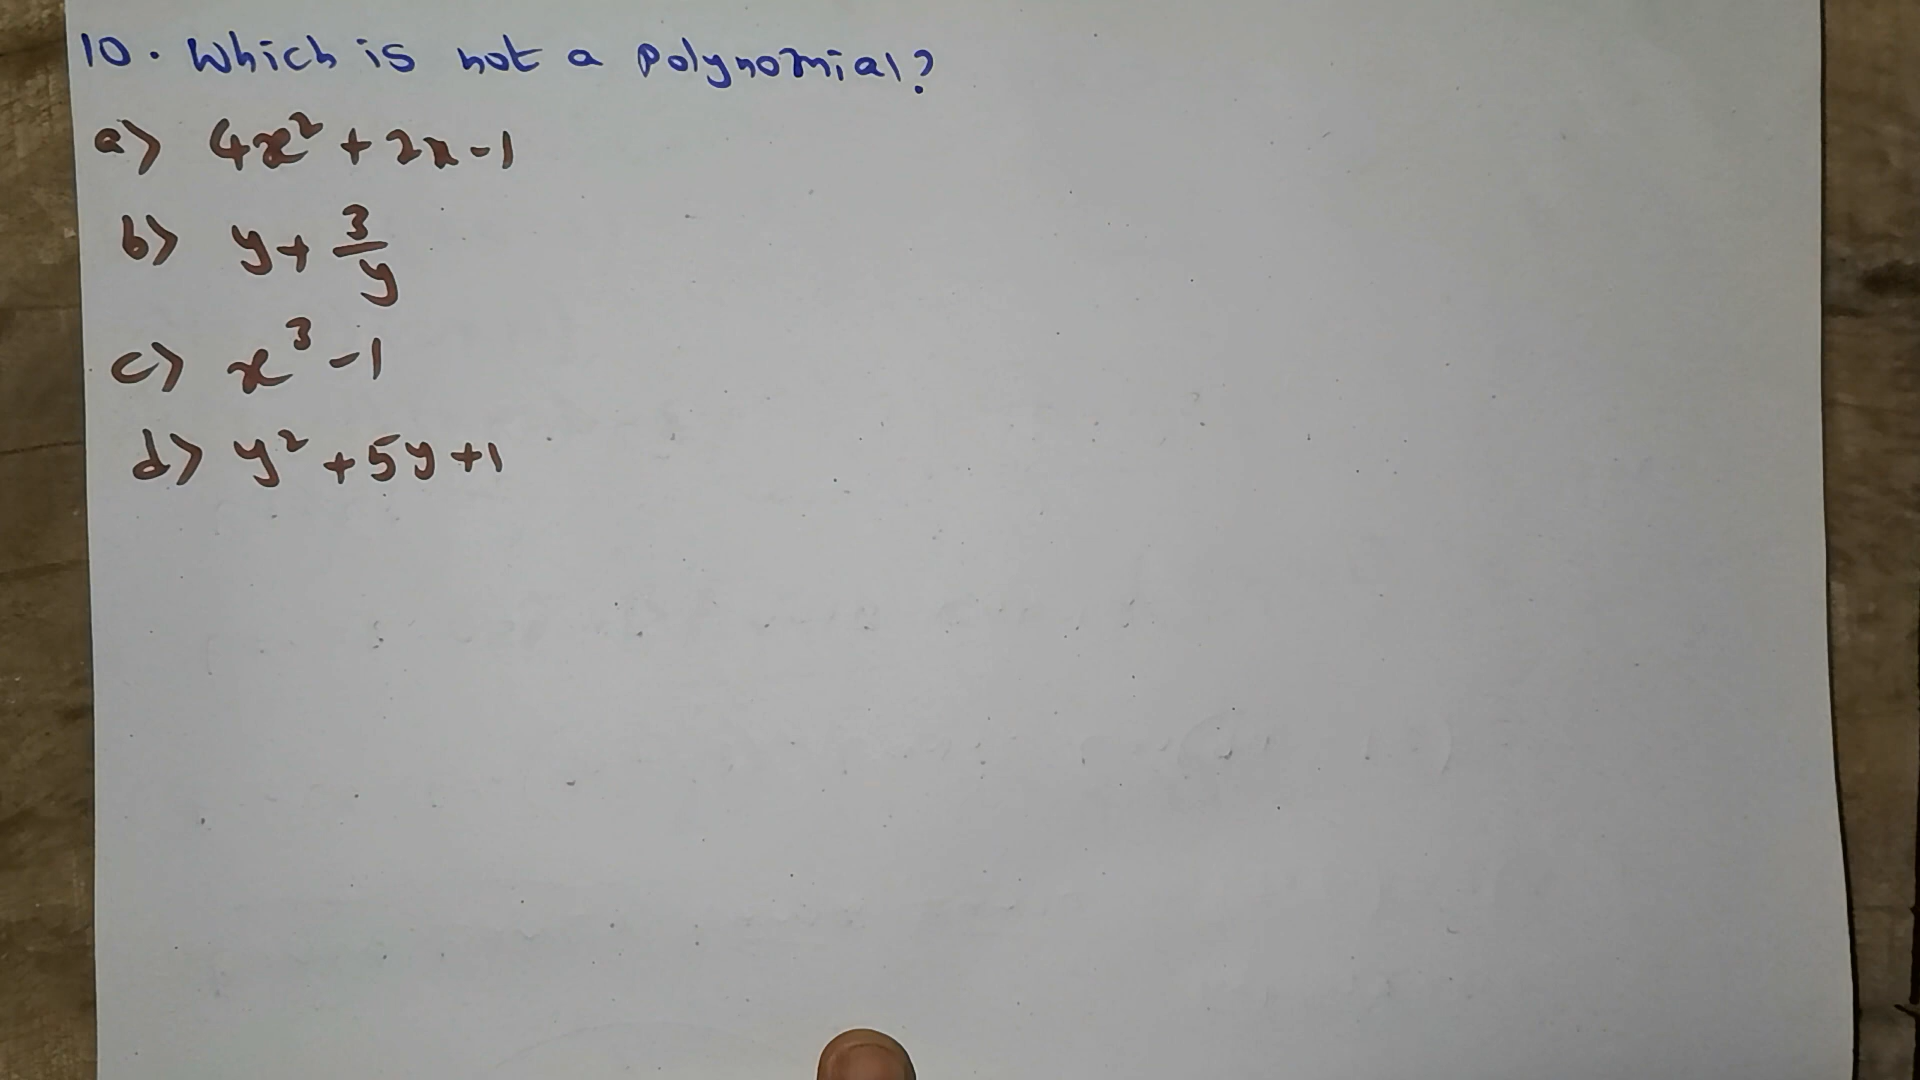 10. Which is not a Polynomial?
a) 4x² + 2x - 1
b) y + 3/y
c) x³ - 1
d) y² + 5y + 1